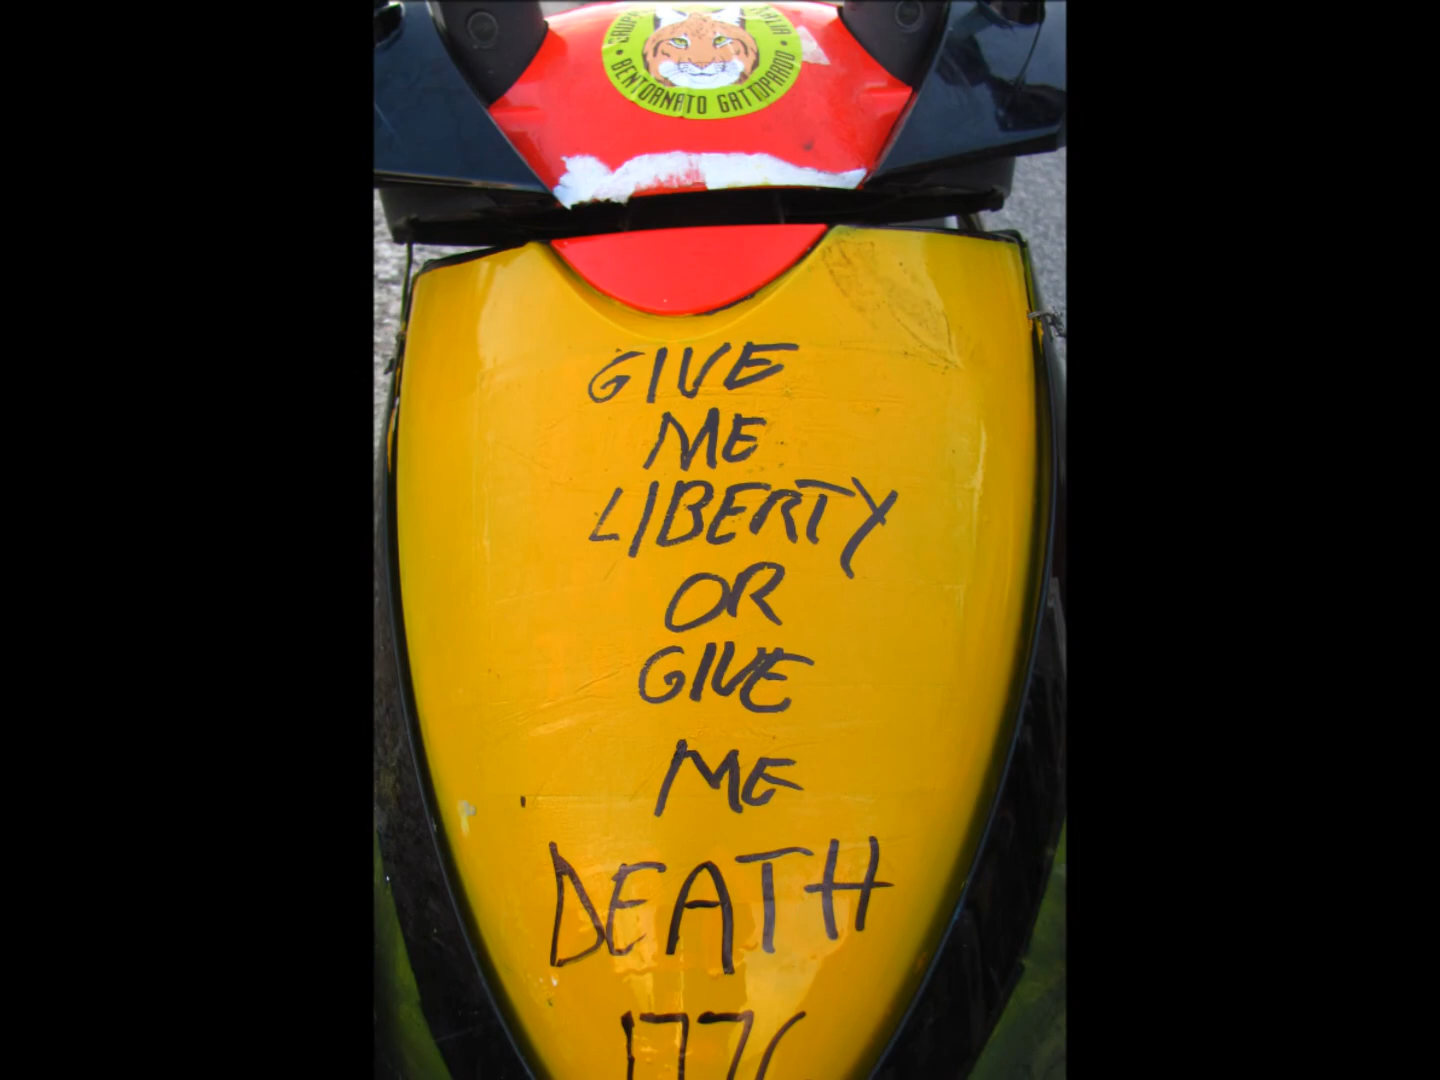 BENTORNATO GATTOPARDO
GIVE
ME
LIBERTY
OR
GIVE
ME
DEATH